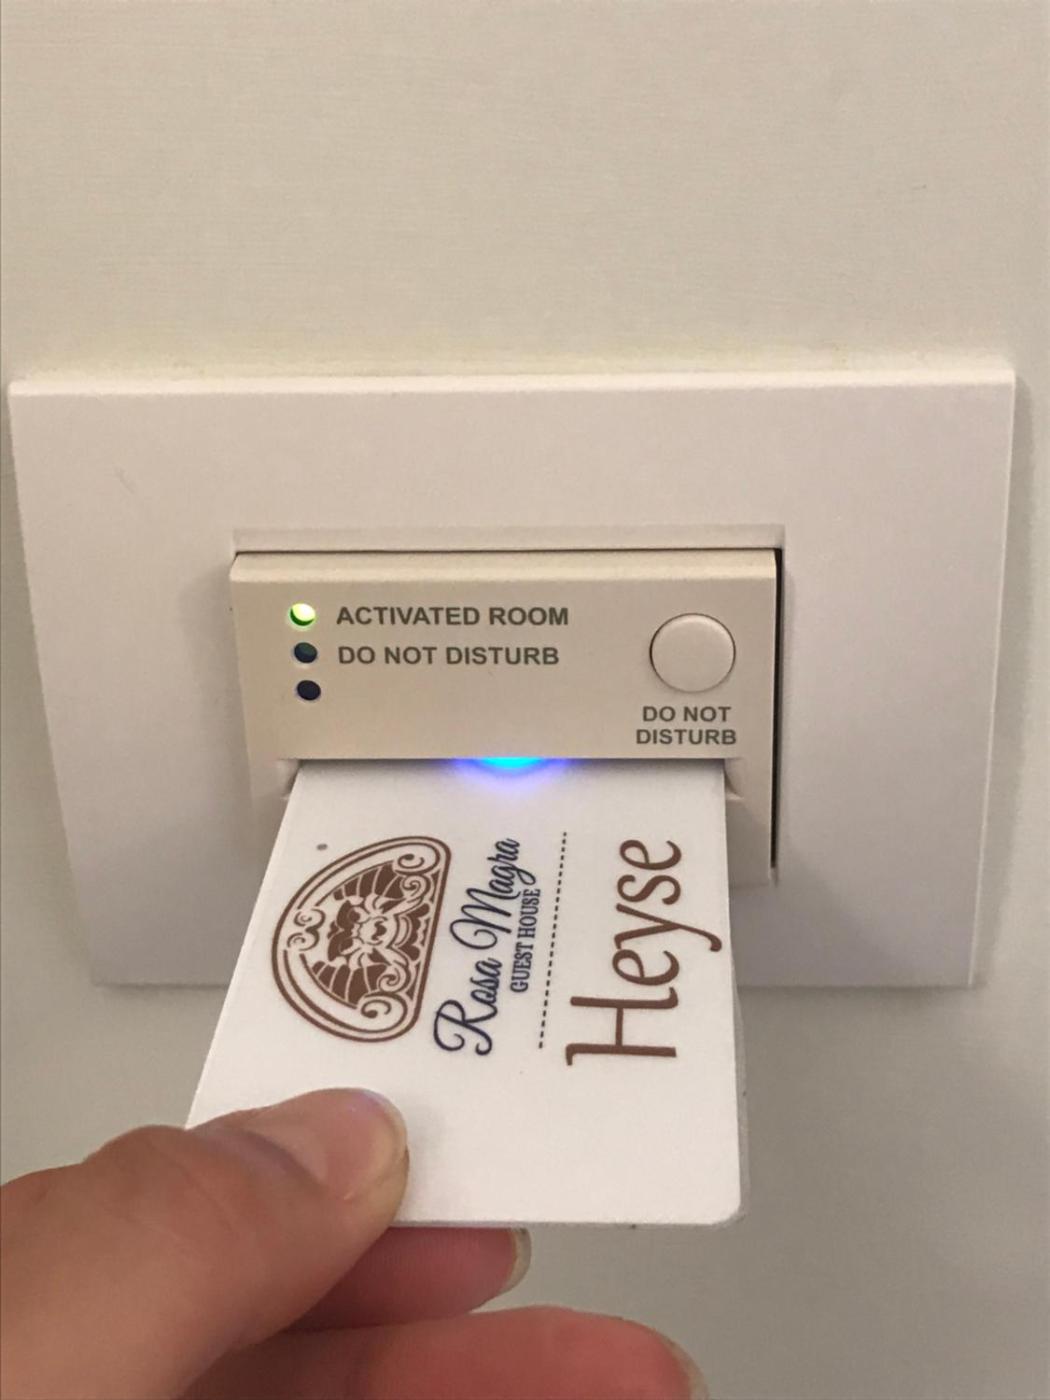 ACTIVATED ROOM
DO NOT DISTURB
DO NOT
DISTURB
Rosa Magra
GUEST HOUSE
Heyse